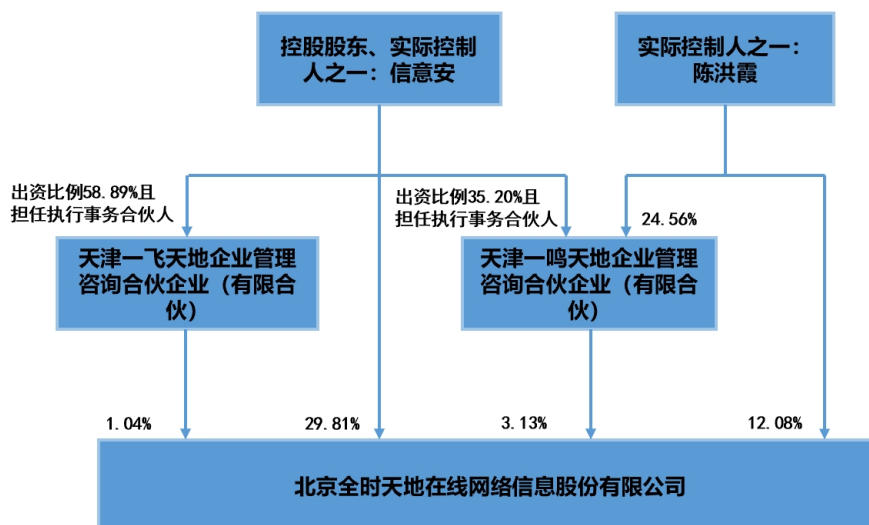 控股股东、实际控制
人之一：信意安
实际控制人之一：
陈洪霞
出资比例58.89%且
担任执行事务合伙人
出资比例35.20%且
担任执行事务合伙人
24.56%
天津一飞天地企业管理
咨询合伙企业（有限合
伙）
天津一鸣天地企业管理
咨询合伙企业（有限合
伙）
1.04%
29.81%
3.13%
12.08%
北京全时天地在线网络信息股份有限公司